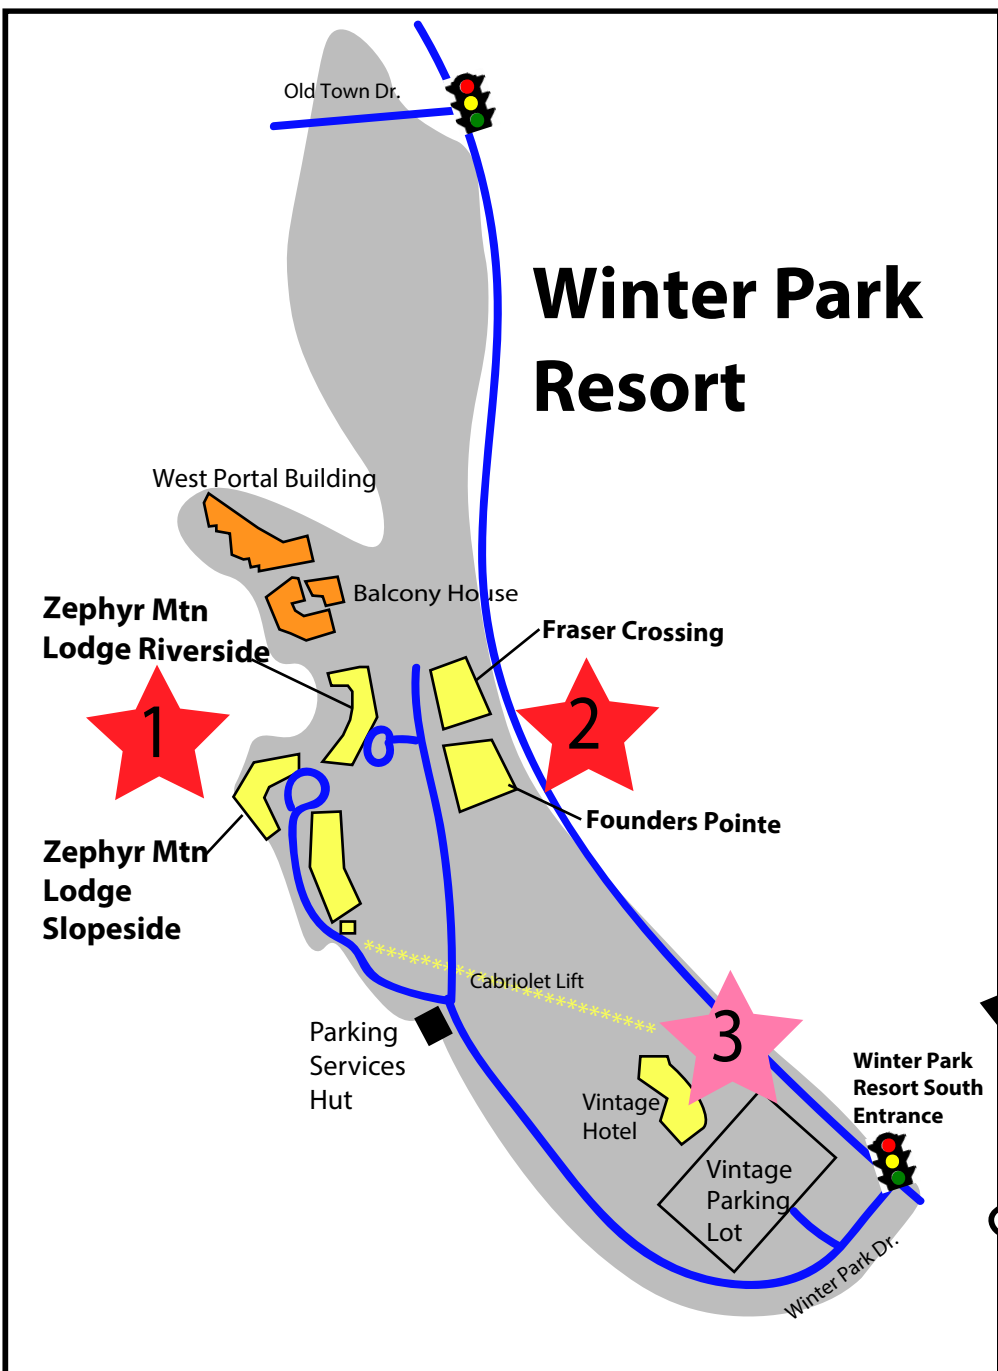 Old Town Dr.
Winter Park
Resort
West Portal Building
Balcony House
Zephyr Mtn
Lodge Riverside
Fraser Crossing
1
2
Founders Pointe
Zephyr Mtn
Lodge
Slopeside
Cabriolet Lift
Parking
Services
Hut
3
Winter Park
Resort South
Entrance
Vintage
Hotel
Vintage
Parking
Lot
Winter Park Dr.